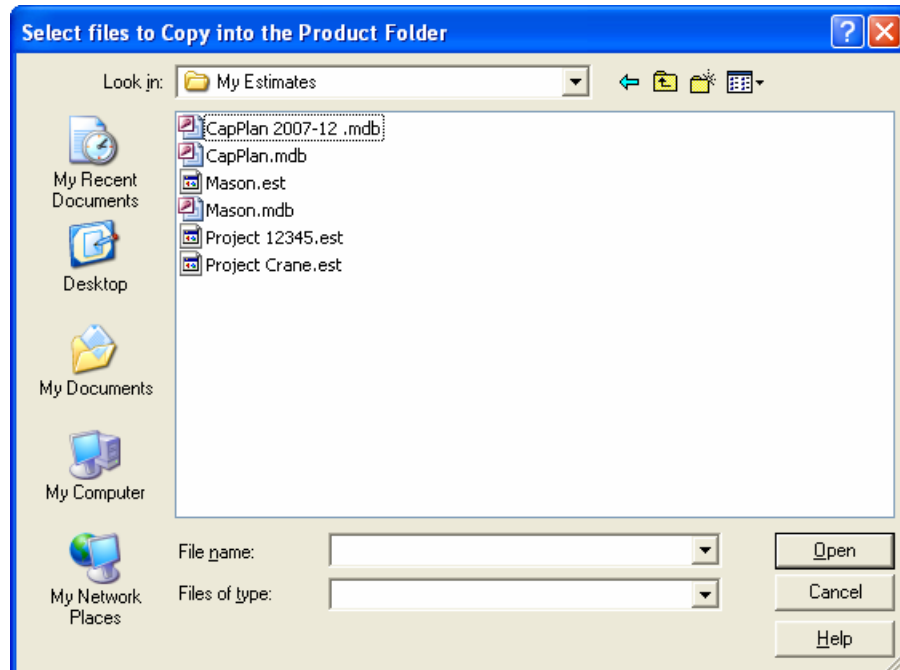 Select files to Copy into the Product Folder
Look in: My Estimates
My Recent
Documents
Desktop
My Documents
My Computer
My Network
Places
CapPlan 2007-12 .mdb
CapPlan.mdb
Mason.est
Mason.mdb
Project 12345.est
Project Crane.est
File name:
Open
Files of type:
Cancel
Help